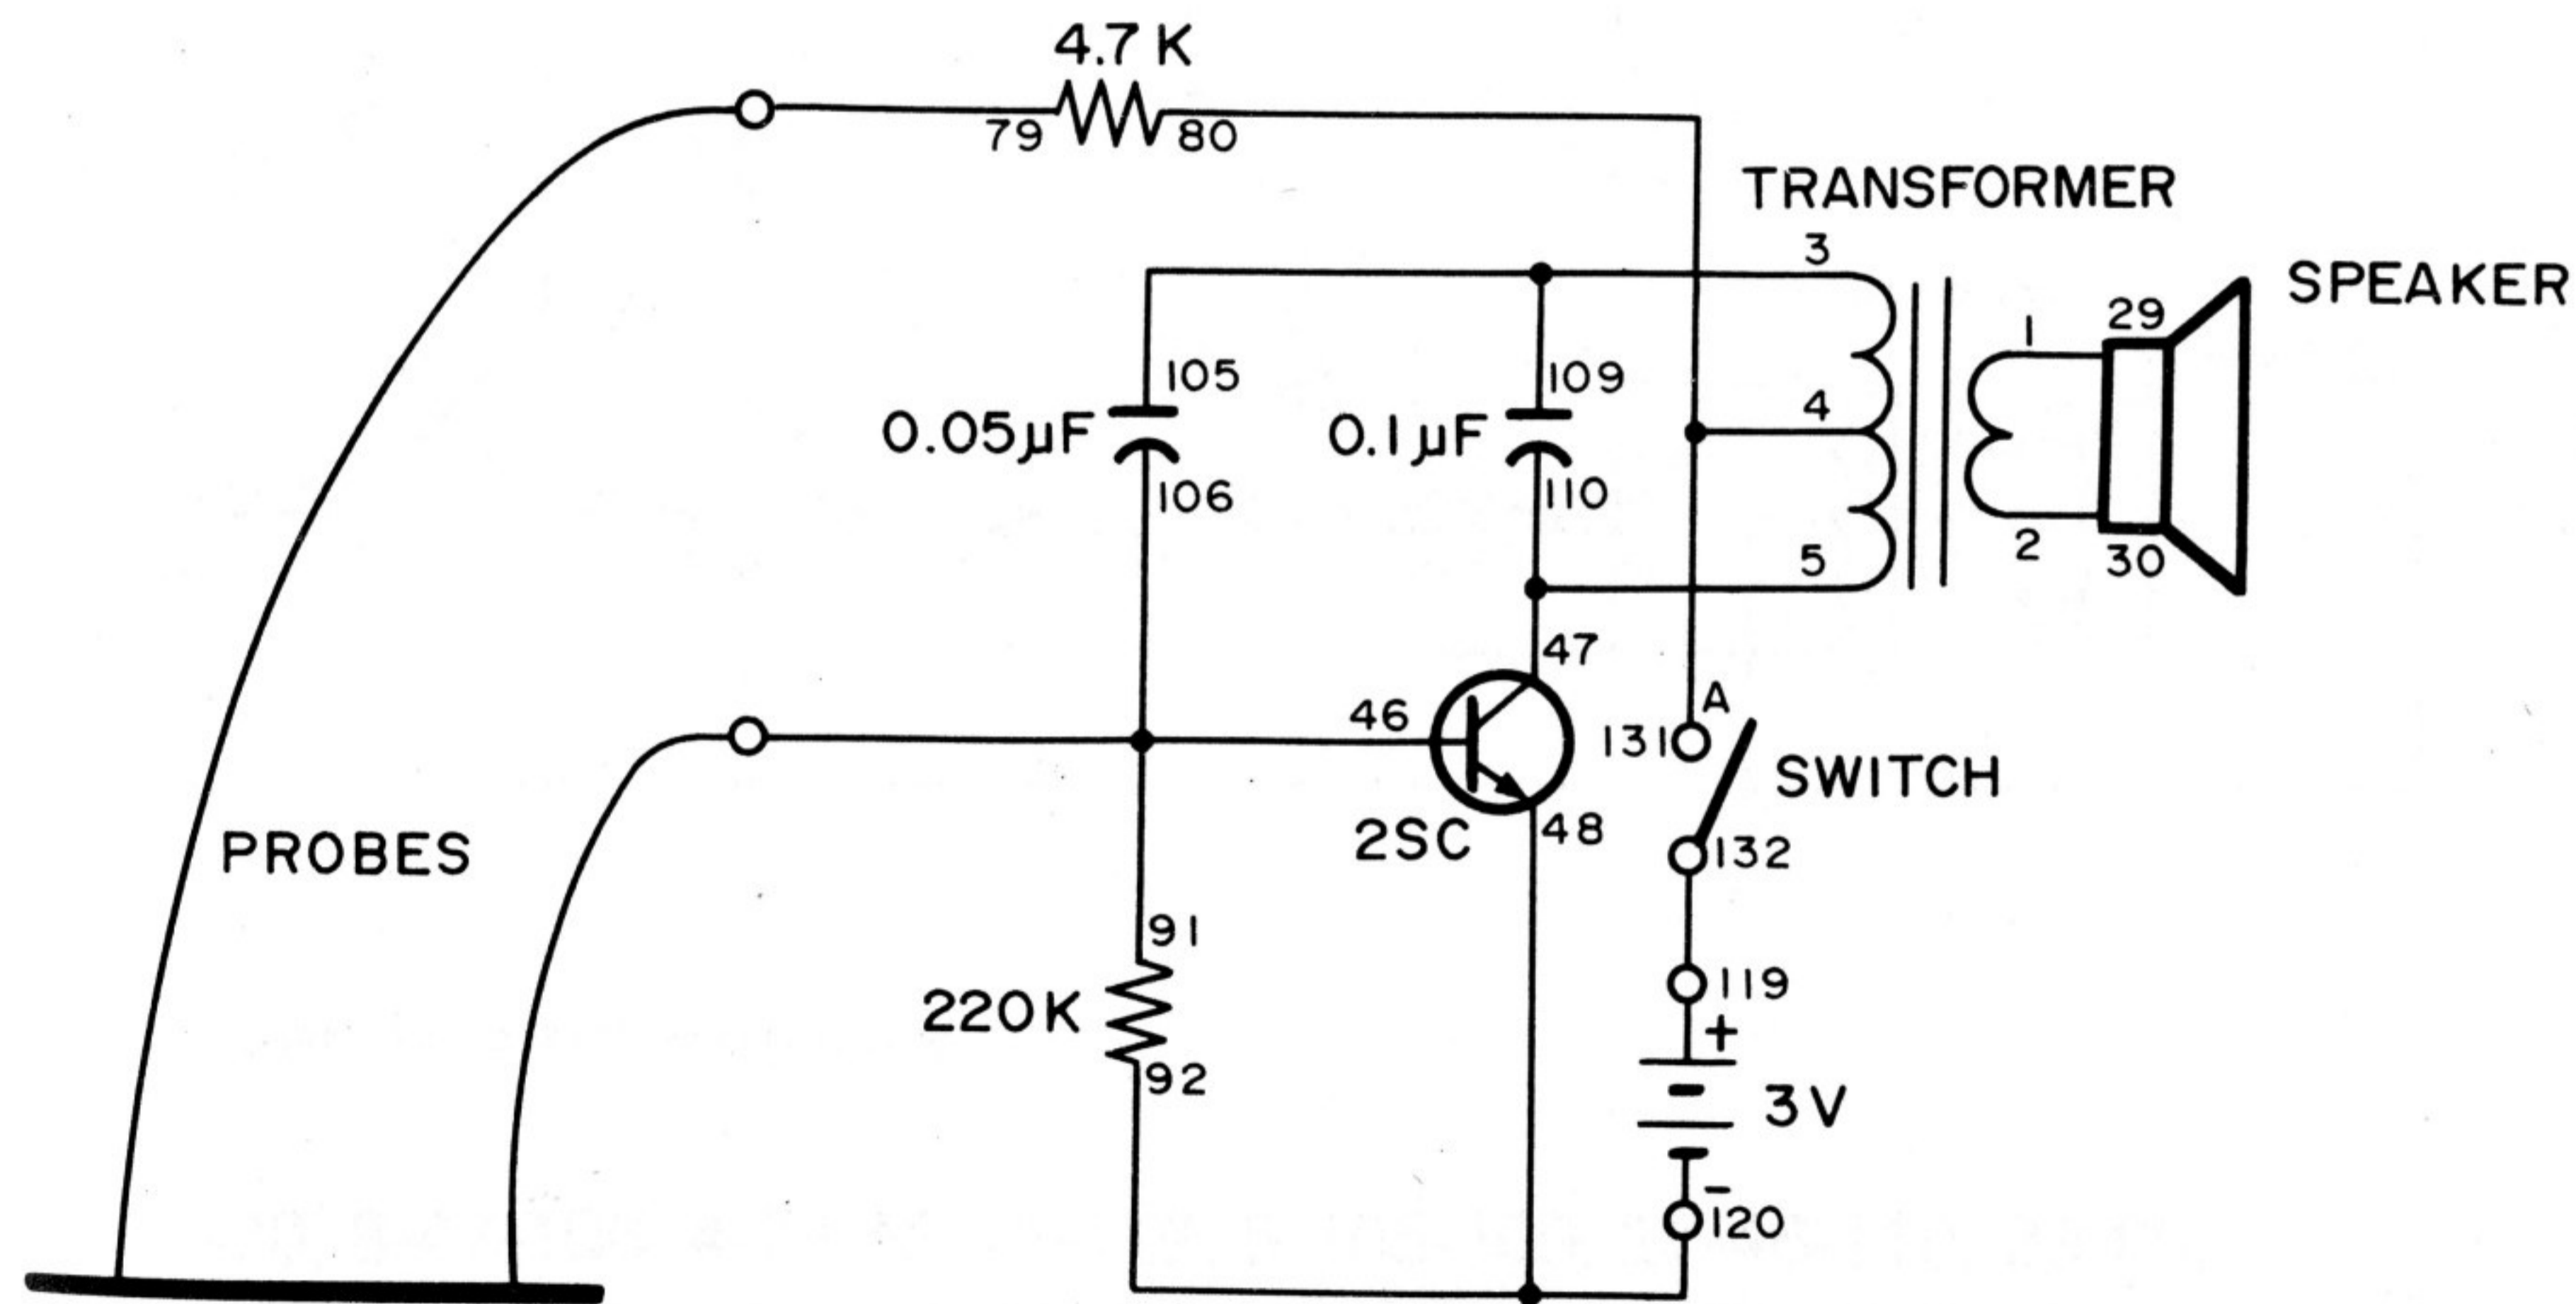 4.7 K
79
80
TRANSFORMER
3
SPEAKER
29
1
105
109
4
0.05µF
0.1µF
106
110
5
2
30
47
46
A
131
SWITCH
2SC
48
132
PROBES
91
119
+
220K
92
3V
-
120